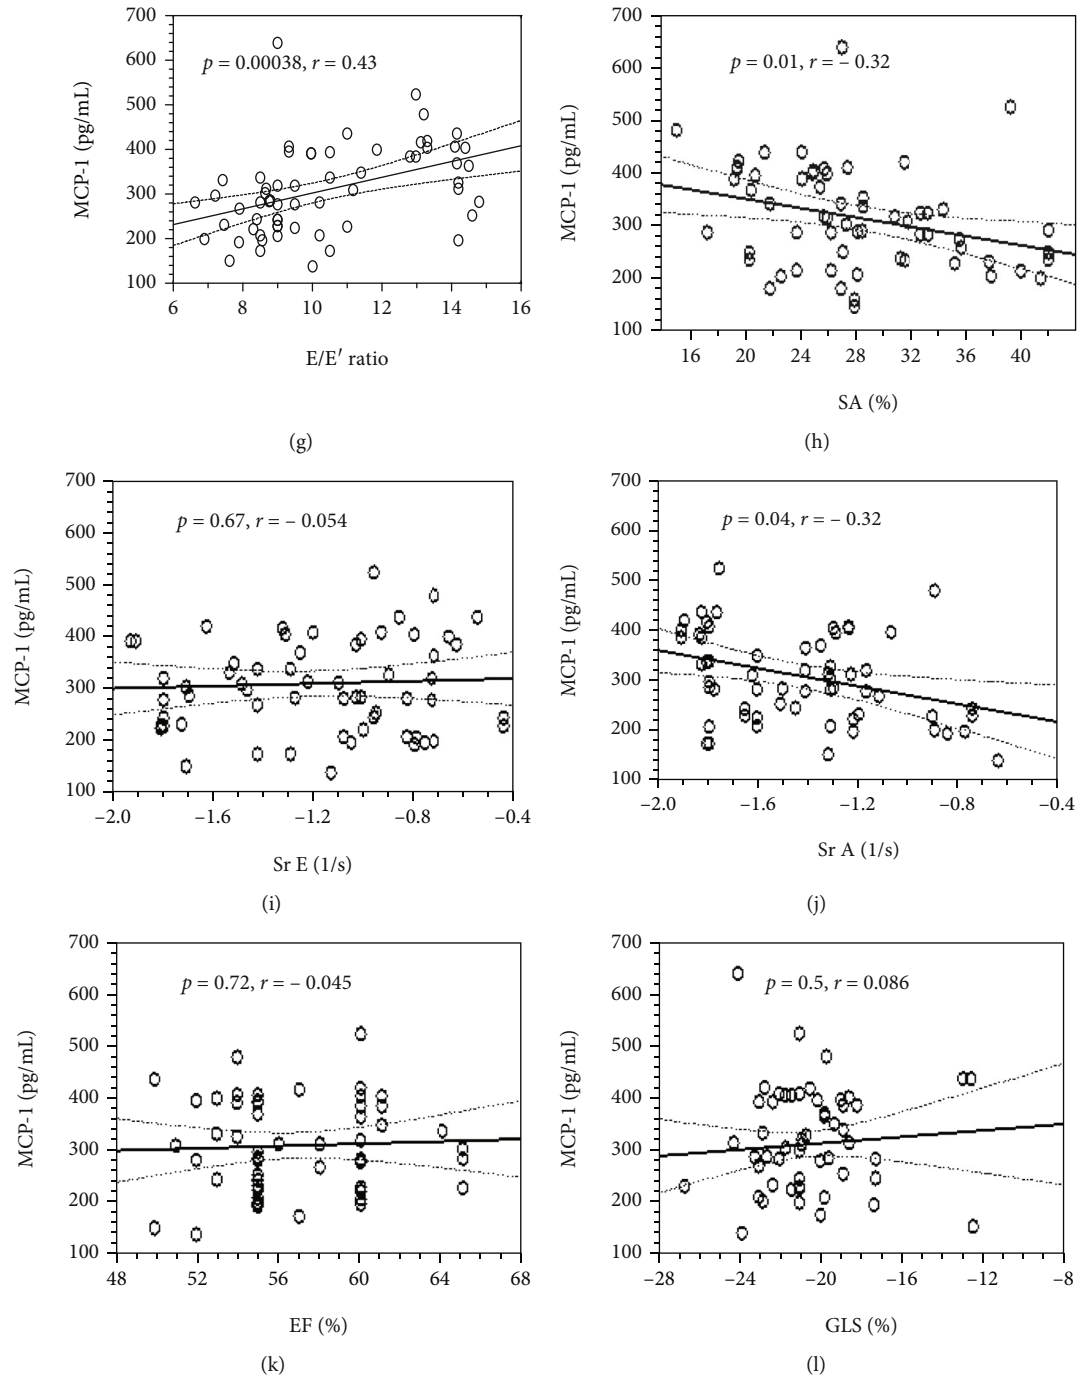 700
600
500
400
300
200
100
MCP-1 (pg/mL)
p = 0.00038, r = 0.43
6 8 10 12 14 16
E/E′ ratio
(g)
700
600
500
400
300
200
100
MCP-1 (pg/mL)
p = 0.01, r = – 0.32
16 20 24 28 32 36 40
SA (%)
(h)
700
600
500
400
300
200
100
MCP-1 (pg/mL)
p = 0.67, r = – 0.054
–2.0 –1.6 –1.2 –0.8 –0.4
Sr E (1/s)
(i)
700
600
500
400
300
200
100
MCP-1 (pg/mL)
p = 0.04, r = – 0.32
–2.0 –1.6 –1.2 –0.8 –0.4
Sr A (1/s)
(j)
700
600
500
400
300
200
100
MCP-1 (pg/mL)
p = 0.72, r = – 0.045
48 52 56 60 64 68
EF (%)
(k)
700
600
500
400
300
200
100
MCP-1 (pg/mL)
p = 0.5, r = 0.086
–28 –24 –20 –16 –12 –8
GLS (%)
(l)